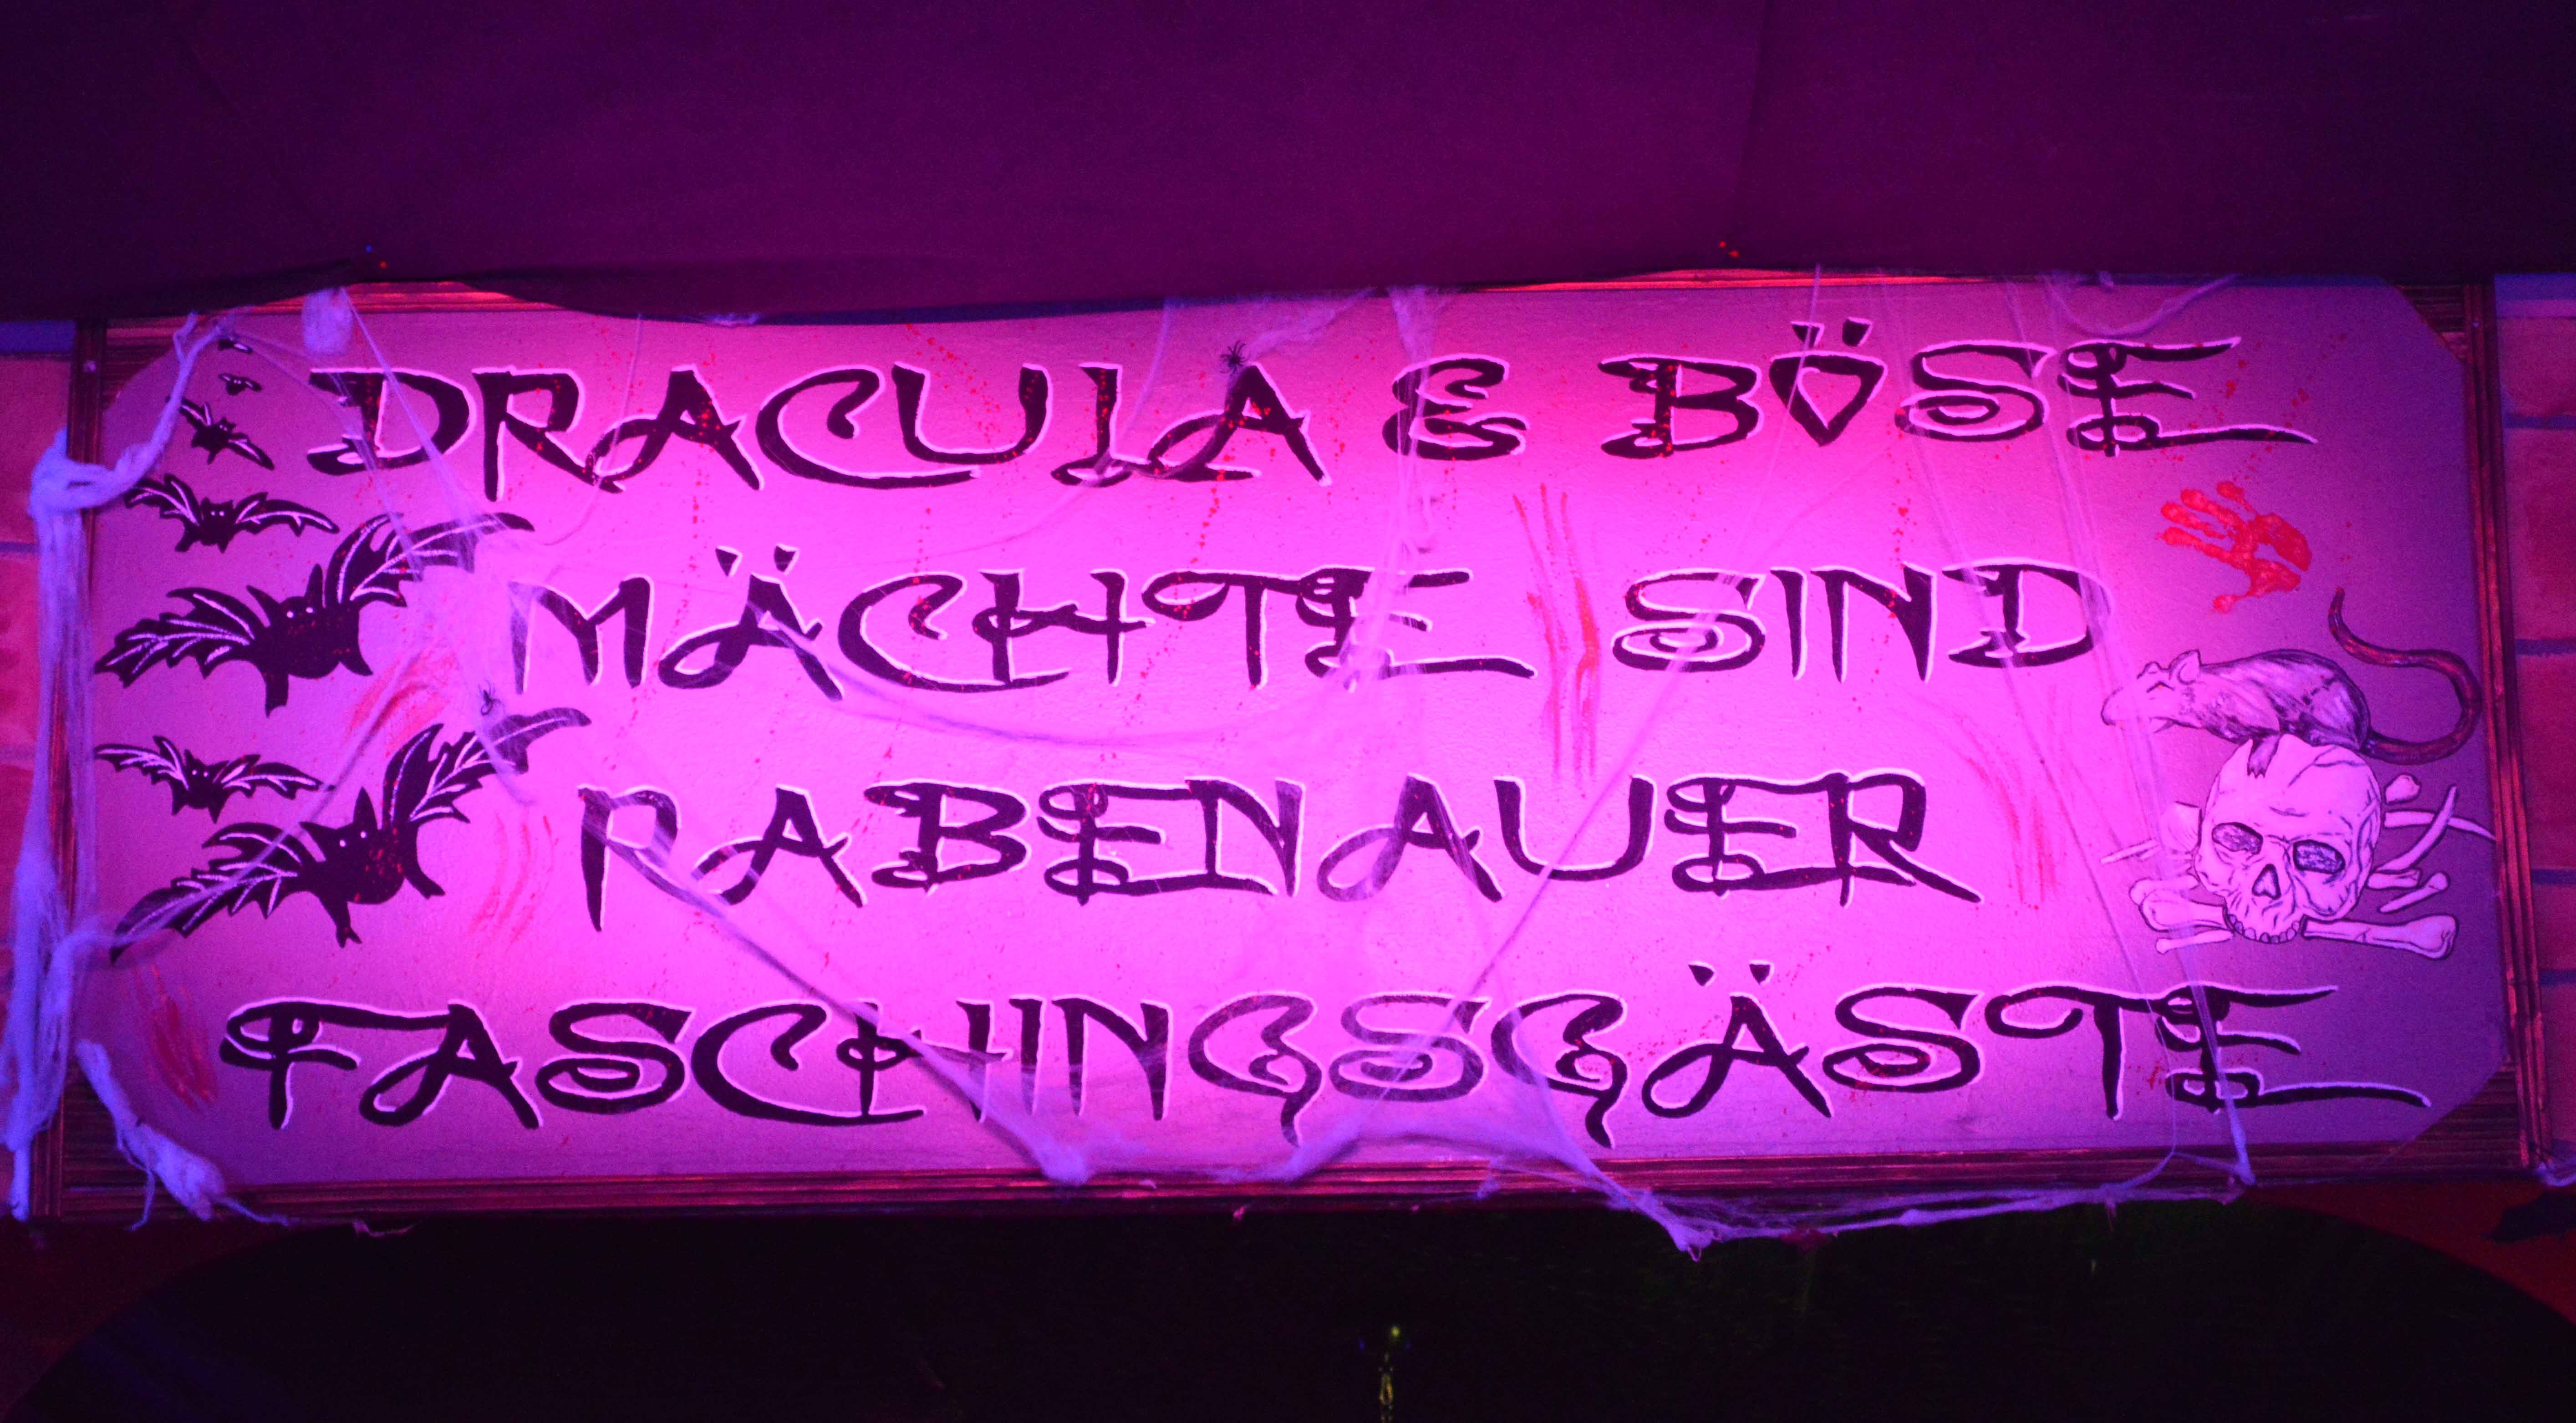 DRACULA & BÖSE
MÄCHTE SIND
RABENAUER
FASCHINGSGÄSTE